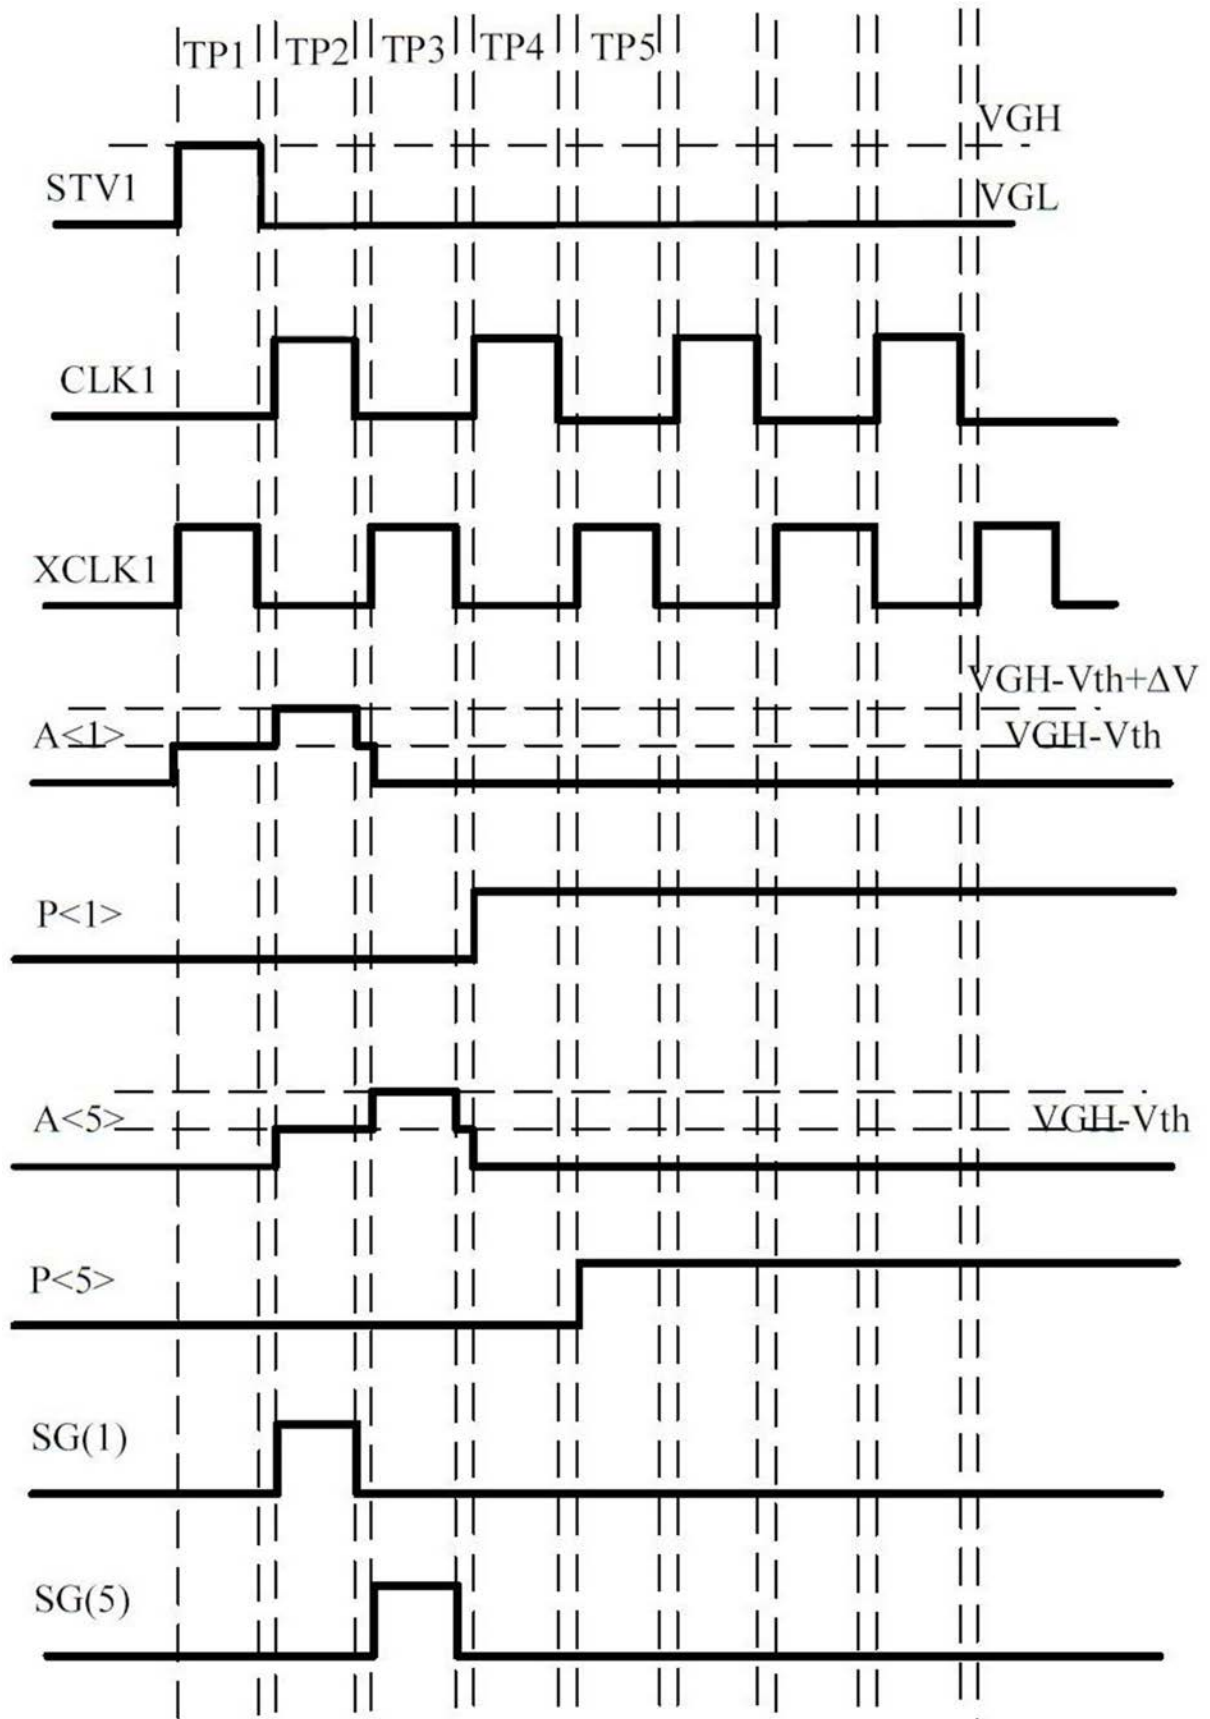 TP1 TP2 TP3 TP4 TP5
VGH
STV1
VGL
CLK1
XCLK1
VGH-Vth+ΔV
A<1>
VGH-Vth
P<1>
A<5>
VGH-Vth
P<5>
SG(1)
SG(5)